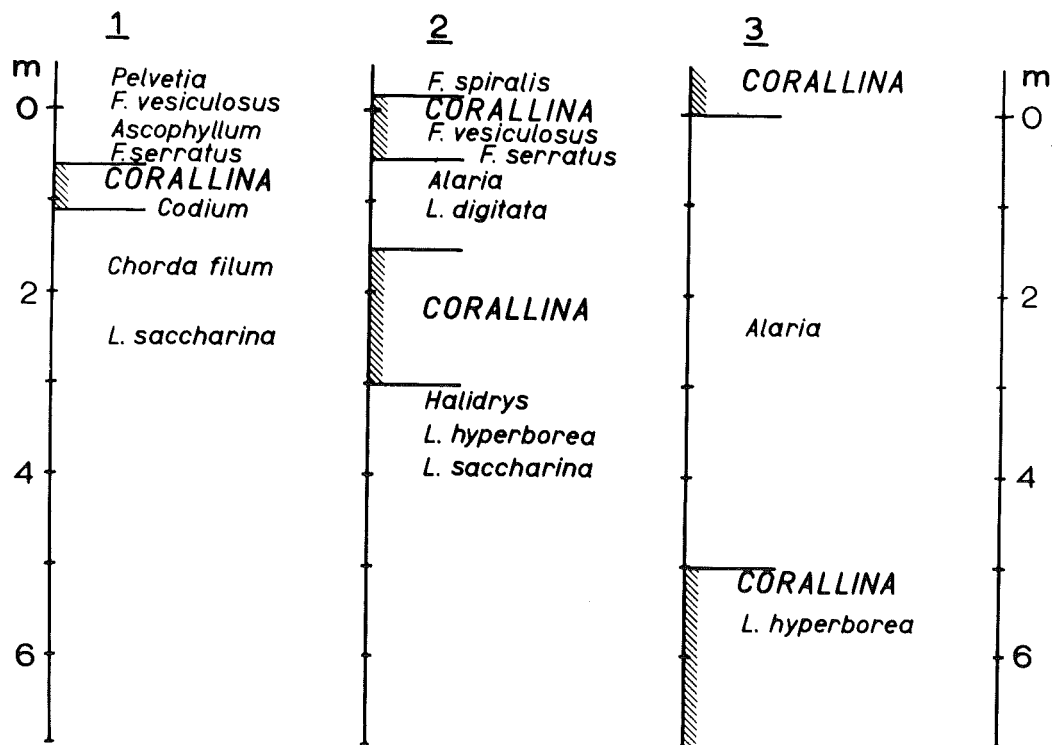 1
2
3
m
Pelvetia
F. vesiculosus
0
Ascophyllum
F. serratus
CORALLINA
Codium
Chorda filum
2
L. saccharina
4
6
F. spiralis
CORALLINA
F. vesiculosus
F. serratus
Alaria
L. digitata
CORALLINA
Halidrys
L. hyperborea
L. saccharina
CORALLINA
Alaria
CORALLINA
L. hyperborea
m
0
2
4
6